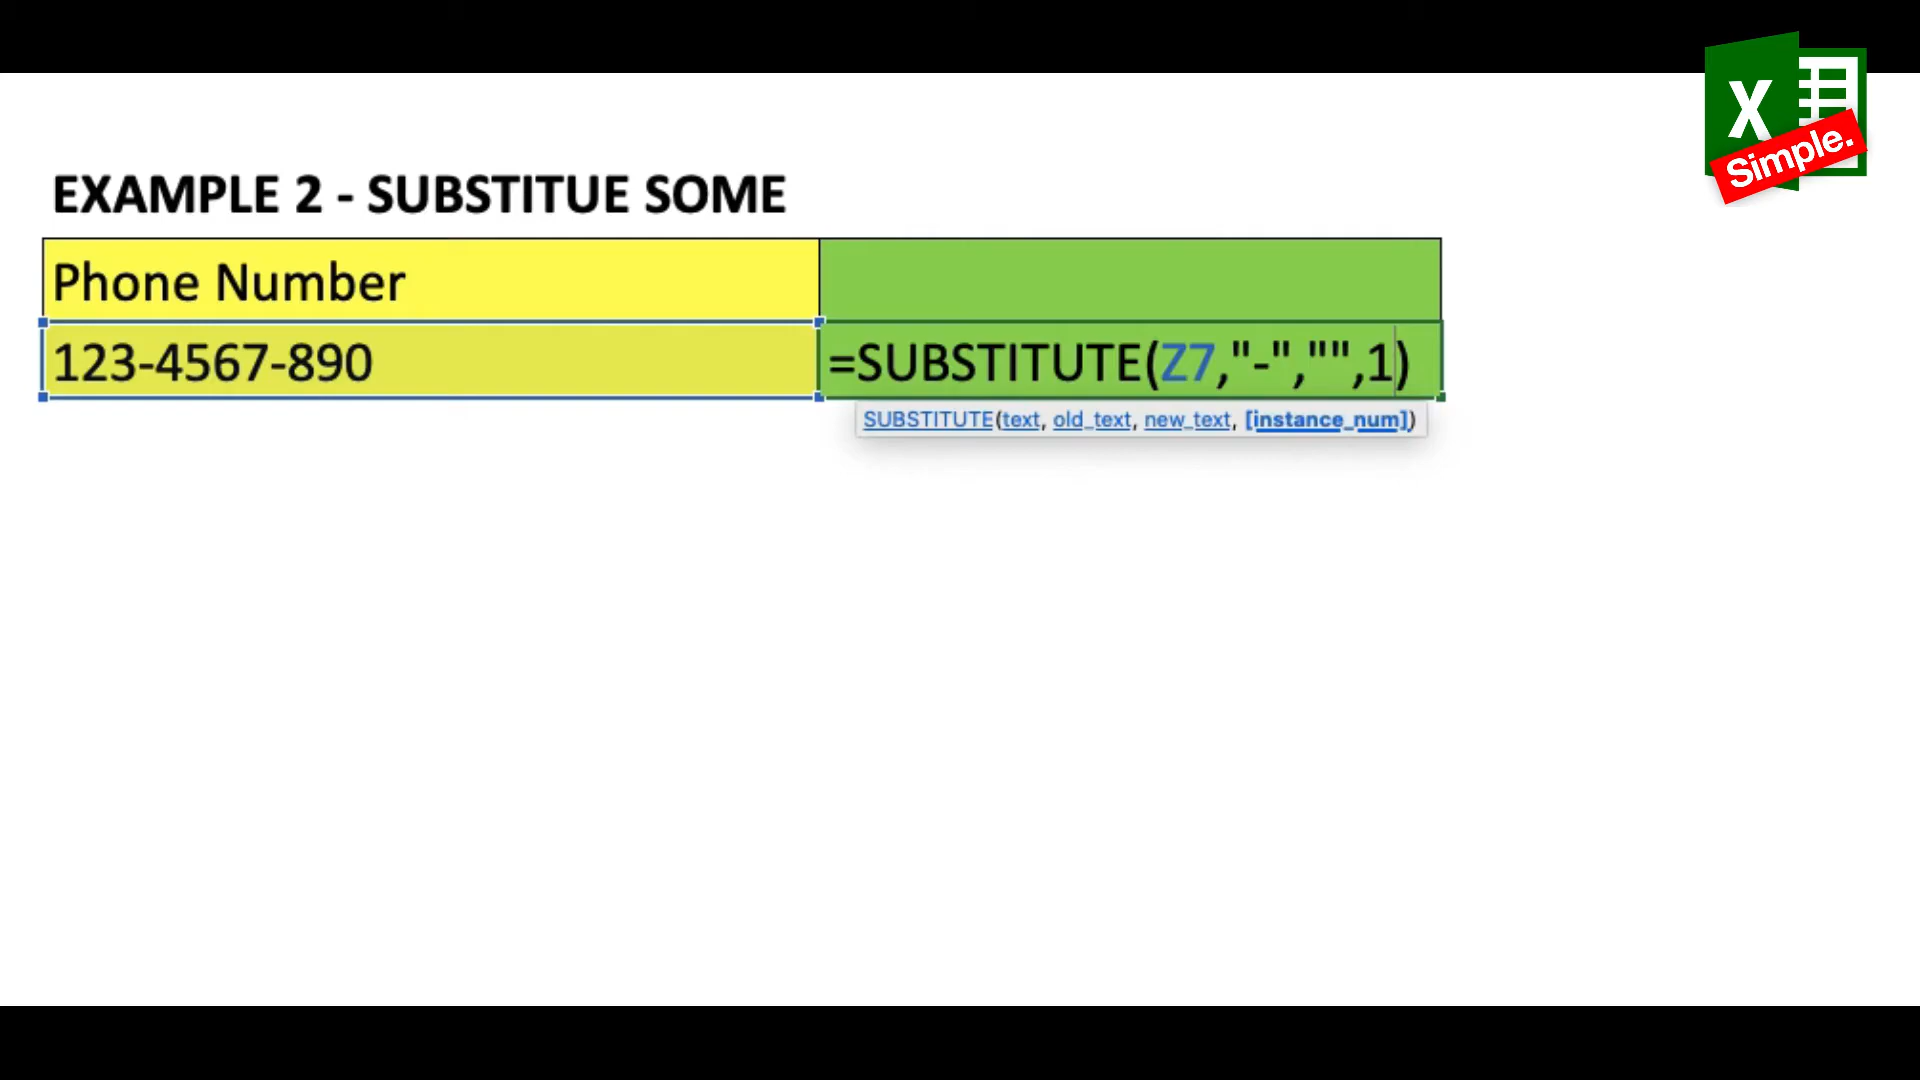 X
Simple.
EXAMPLE 2 - SUBSTITUE SOME
Phone Number
123-4567-890
=SUBSTITUTE(Z7,"-","",1)
SUBSTITUTE(text, old_text, new_text, [instance_num])